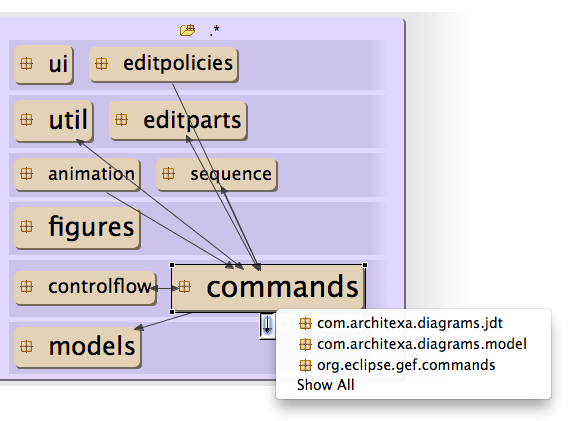 .*
ui editpolicies
util editparts
animation sequence
figures
controlflow commands
com.architexa.diagrams.jdt
com.architexa.diagrams.model
models
org.eclipse.gef.commands
Show All